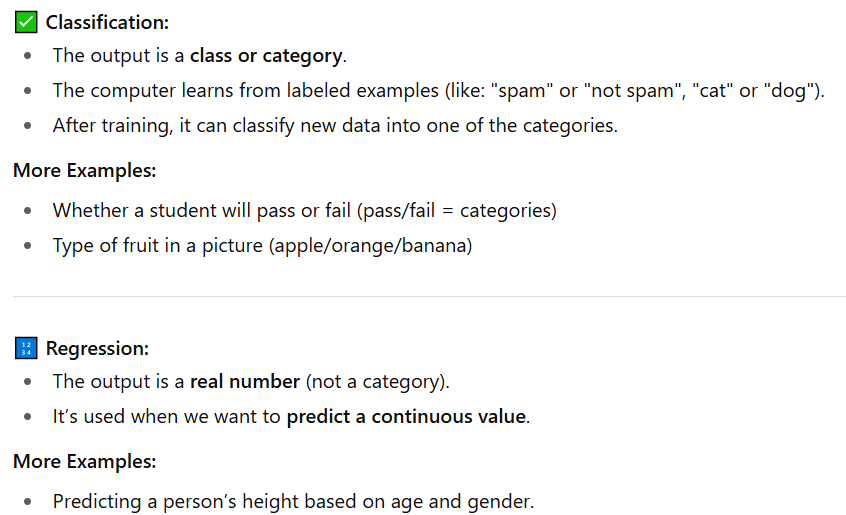 ✅ Classification:
• The output is a class or category.
• The computer learns from labeled examples (like: "spam" or "not spam", "cat" or "dog").
• After training, it can classify new data into one of the categories.
More Examples:
• Whether a student will pass or fail (pass/fail = categories)
• Type of fruit in a picture (apple/orange/banana)
🔢 Regression:
• The output is a real number (not a category).
• It’s used when we want to predict a continuous value.
More Examples:
• Predicting a person’s height based on age and gender.